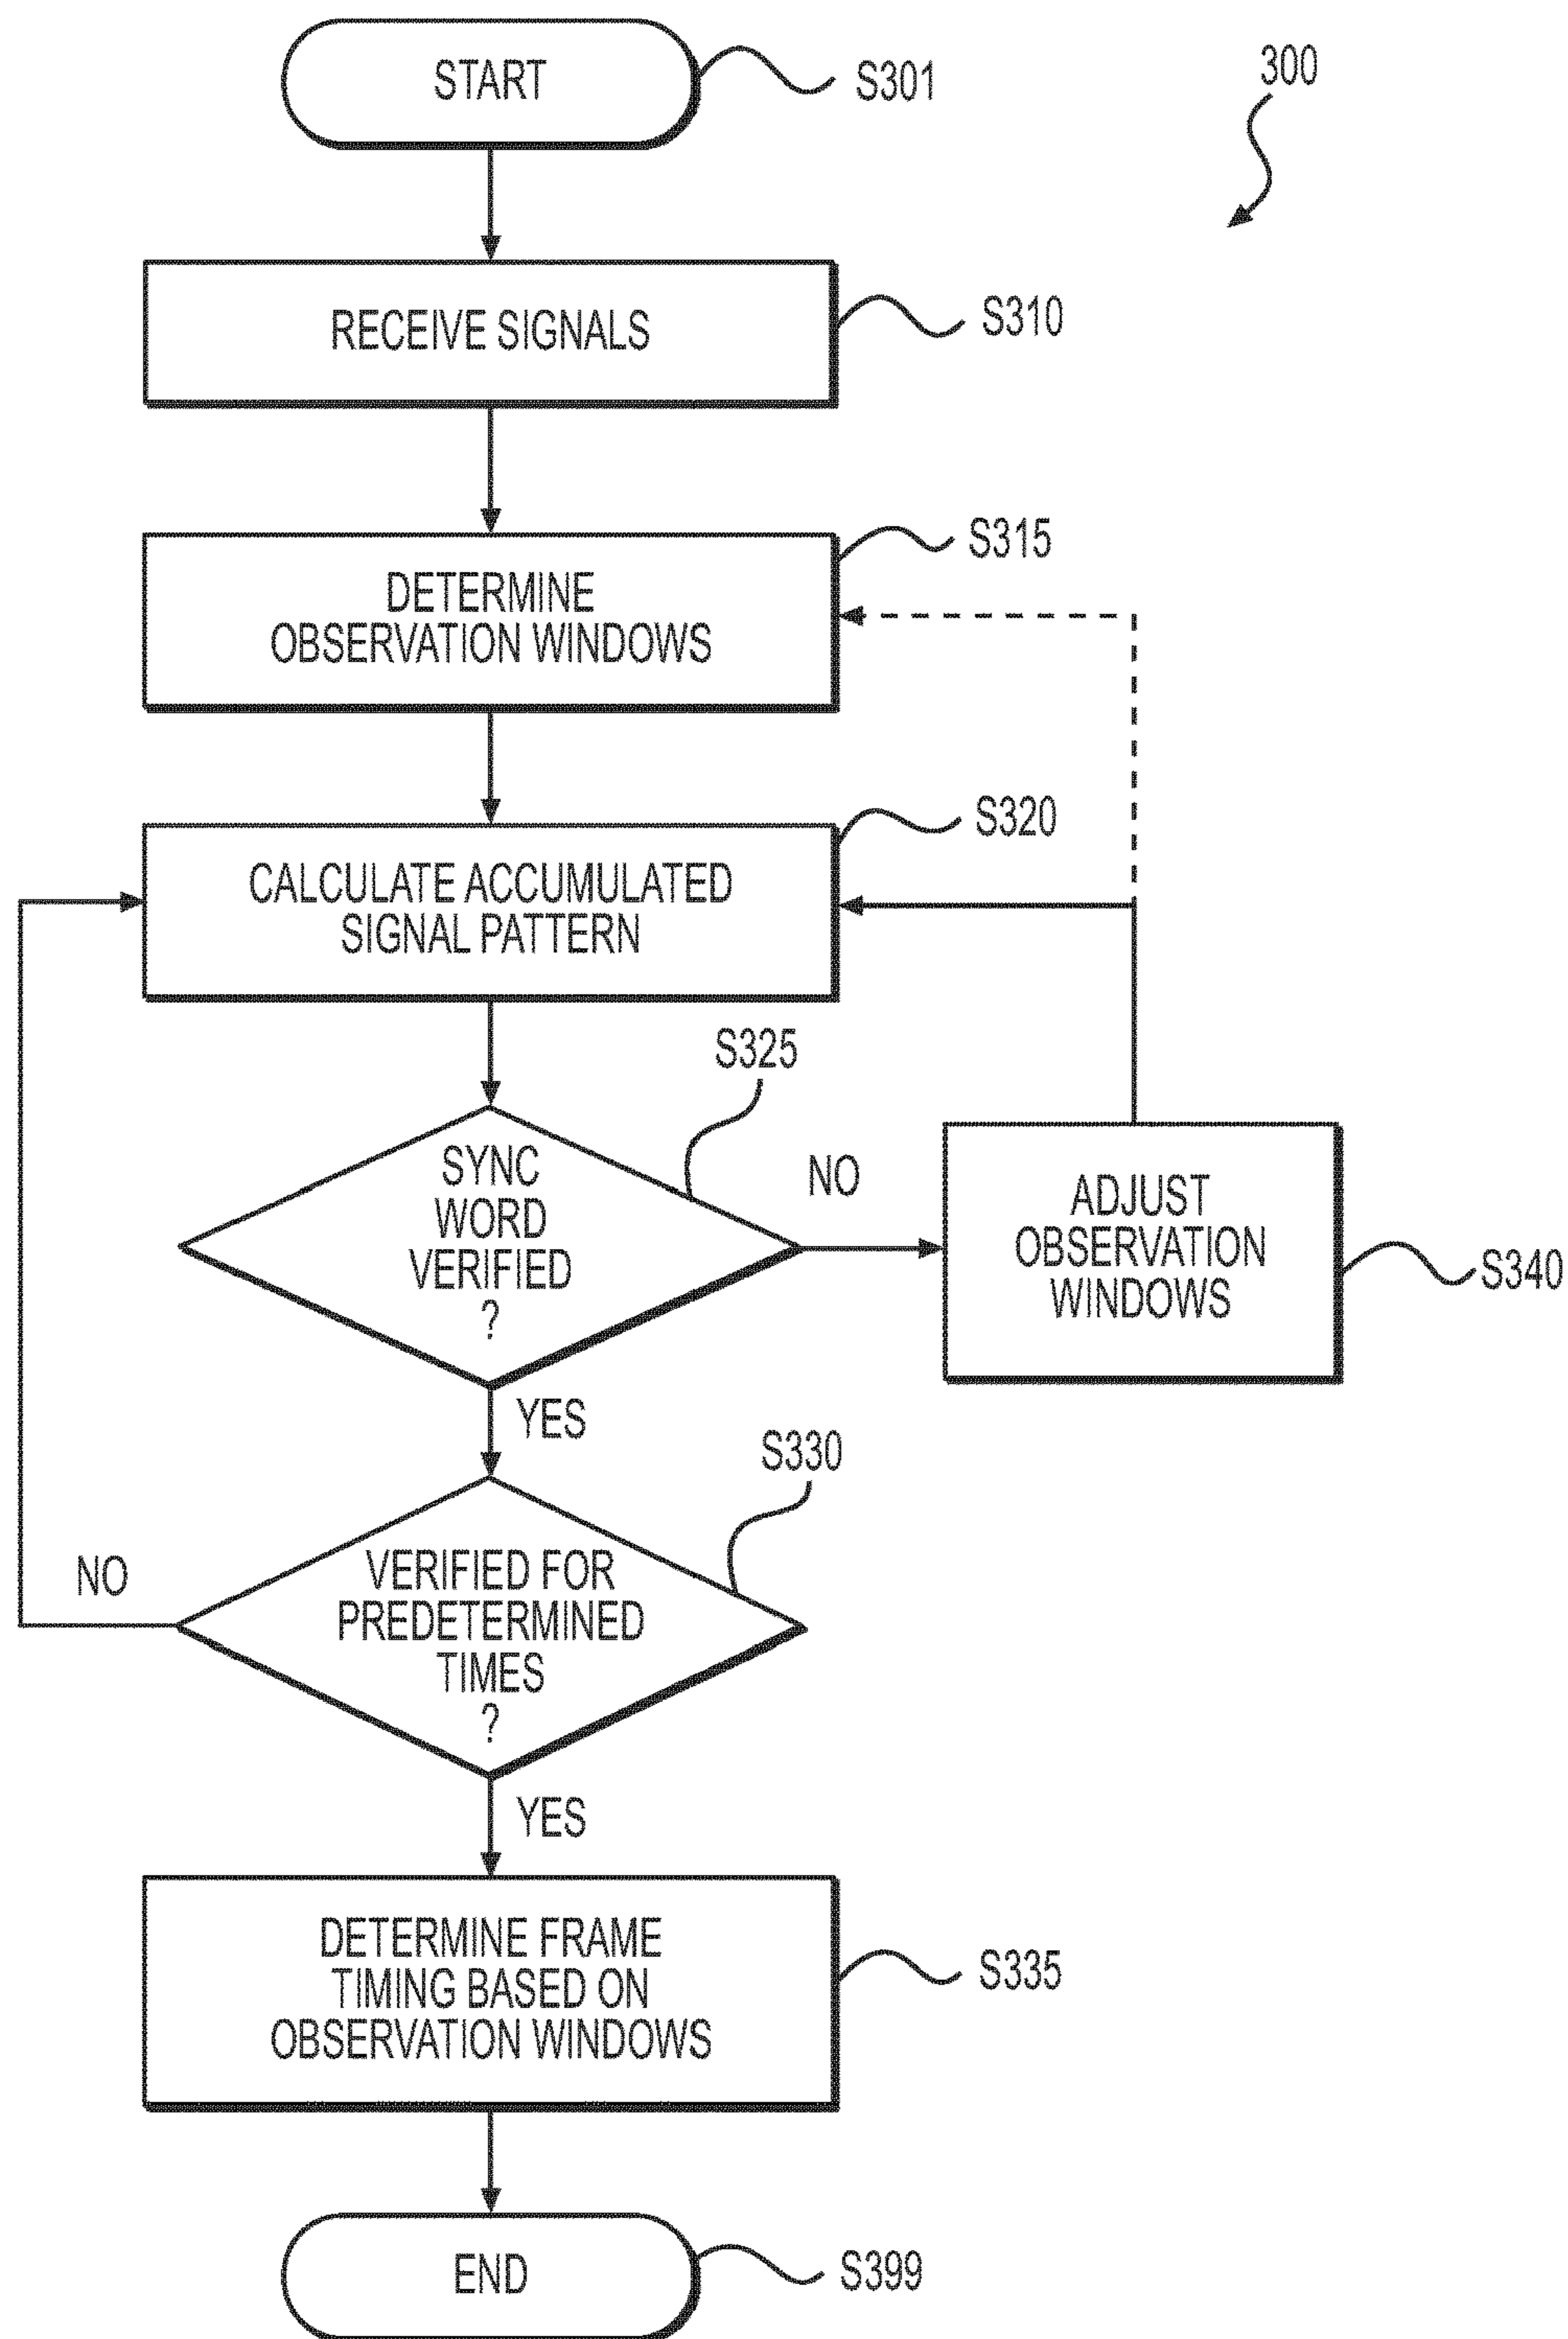 START
S301
300
RECEIVE SIGNALS
S310
DETERMINE
OBSERVATION WINDOWS
S315
CALCULATE ACCUMULATED
SIGNAL PATTERN
S320
SYNC
WORD
VERIFIED
?
S325
NO
ADJUST
OBSERVATION
WINDOWS
S340
YES
VERIFIED FOR
PREDETERMINED
TIMES
?
S330
NO
YES
DETERMINE FRAME
TIMING BASED ON
OBSERVATION WINDOWS
S335
END
S399